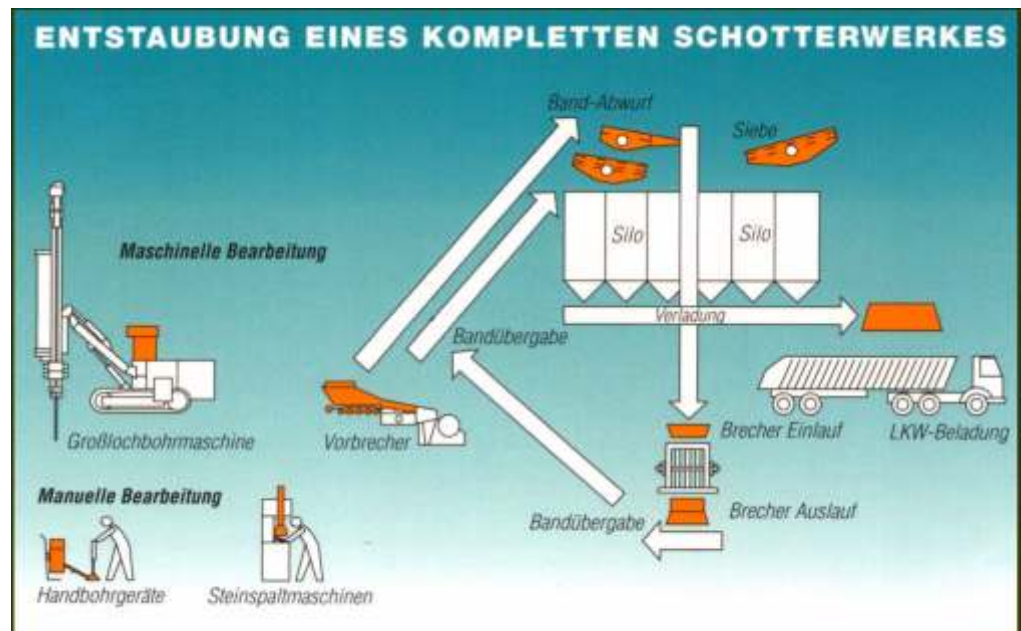 ENTSTAUBUNG EINES KOMPLETTEN SCHOTTERWERKES
Band-Abwurf
Siebe
Silo
Silo
Maschinelle Bearbeitung
Verladung
Bandübergabe
Großlochbohrmaschine
Vorbrecher
Brecher Einlauf
LKW-Beladung
Manuelle Bearbeitung
Brecher Auslauf
Bandübergabe
Handbohrgeräte
Steinspaltmaschinen